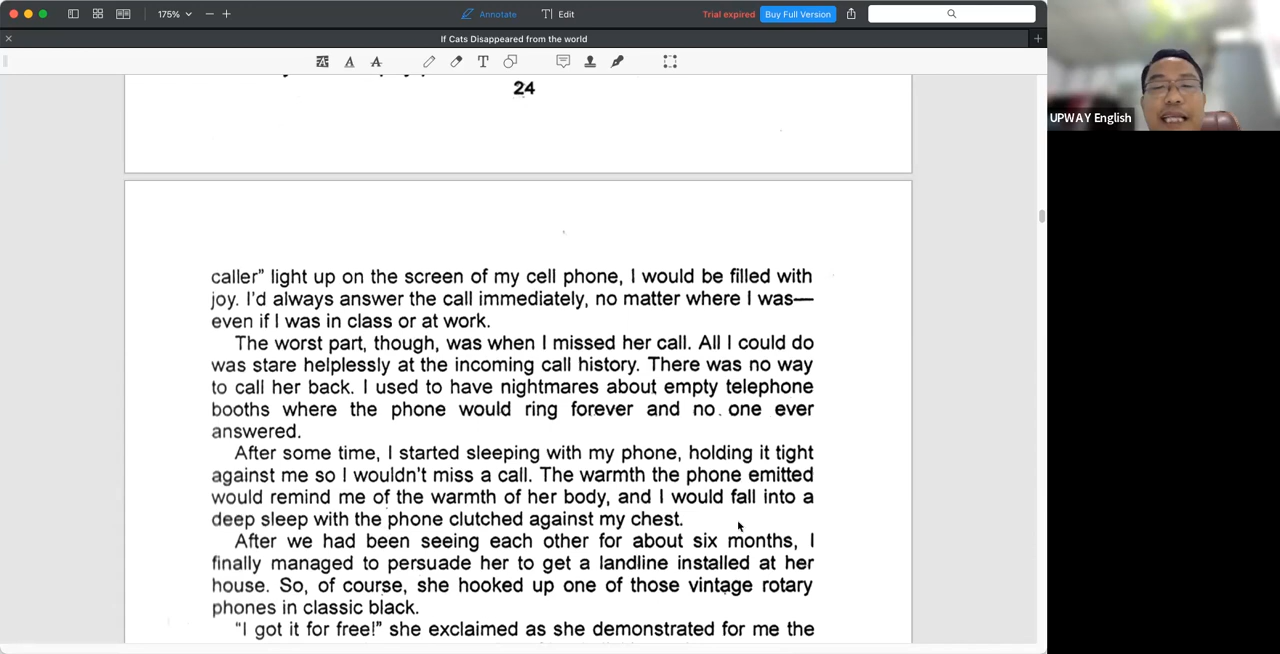 175%
Annotate
Edit
Trial expired
Buy Full Version
If Cats Disappeared from the world
24
caller” light up on the screen of my cell phone, I would be filled with
joy. I’d always answer the call immediately, no matter where I was—
even if I was in class or at work.
The worst part, though, was when I missed her call. All I could do
was stare helplessly at the incoming call history. There was no way
to call her back. I used to have nightmares about empty telephone
booths where the phone would ring forever and no one ever
answered.
After some time, I started sleeping with my phone, holding it tight
against me so I wouldn’t miss a call. The warmth the phone emitted
would remind me of the warmth of her body, and I would fall into a
deep sleep with the phone clutched against my chest.
After we had been seeing each other for about six months, I
finally managed to persuade her to get a landline installed at her
house. So, of course, she hooked up one of those vintage rotary
phones in classic black.
“I got it for free!” she exclaimed as she demonstrated for me the
UPWAY English